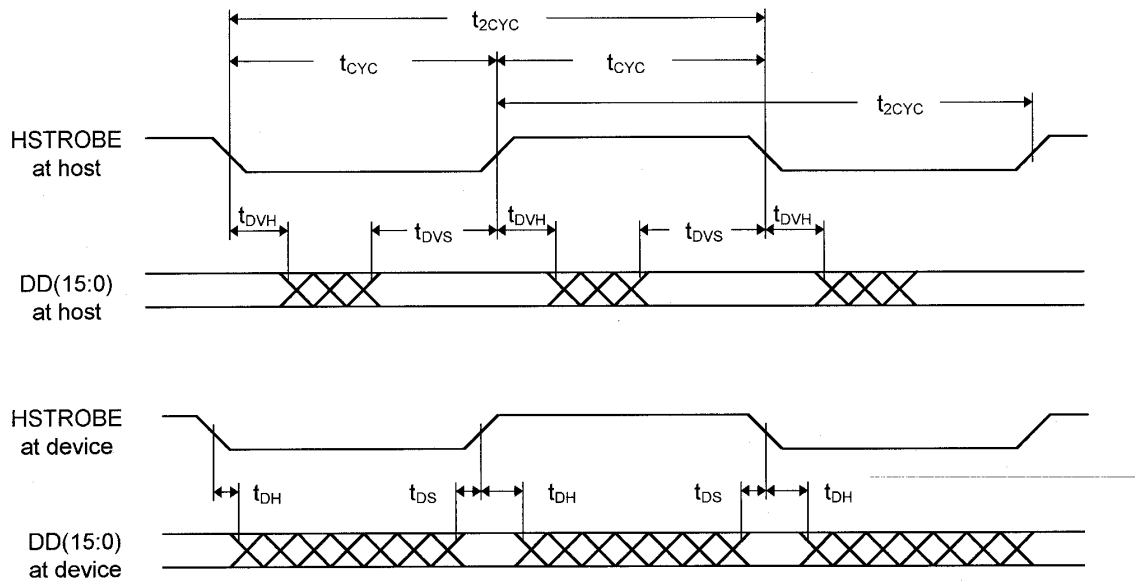 t2CYC
tCYC
tCYC
t2CYC
HSTROBE
at host
tDVH
tDVS
tDVH
tDVS
tDVH
DD(15:0)
at host
HSTROBE
at device
tDH
tDS
tDH
tDS
tDH
DD(15:0)
at device